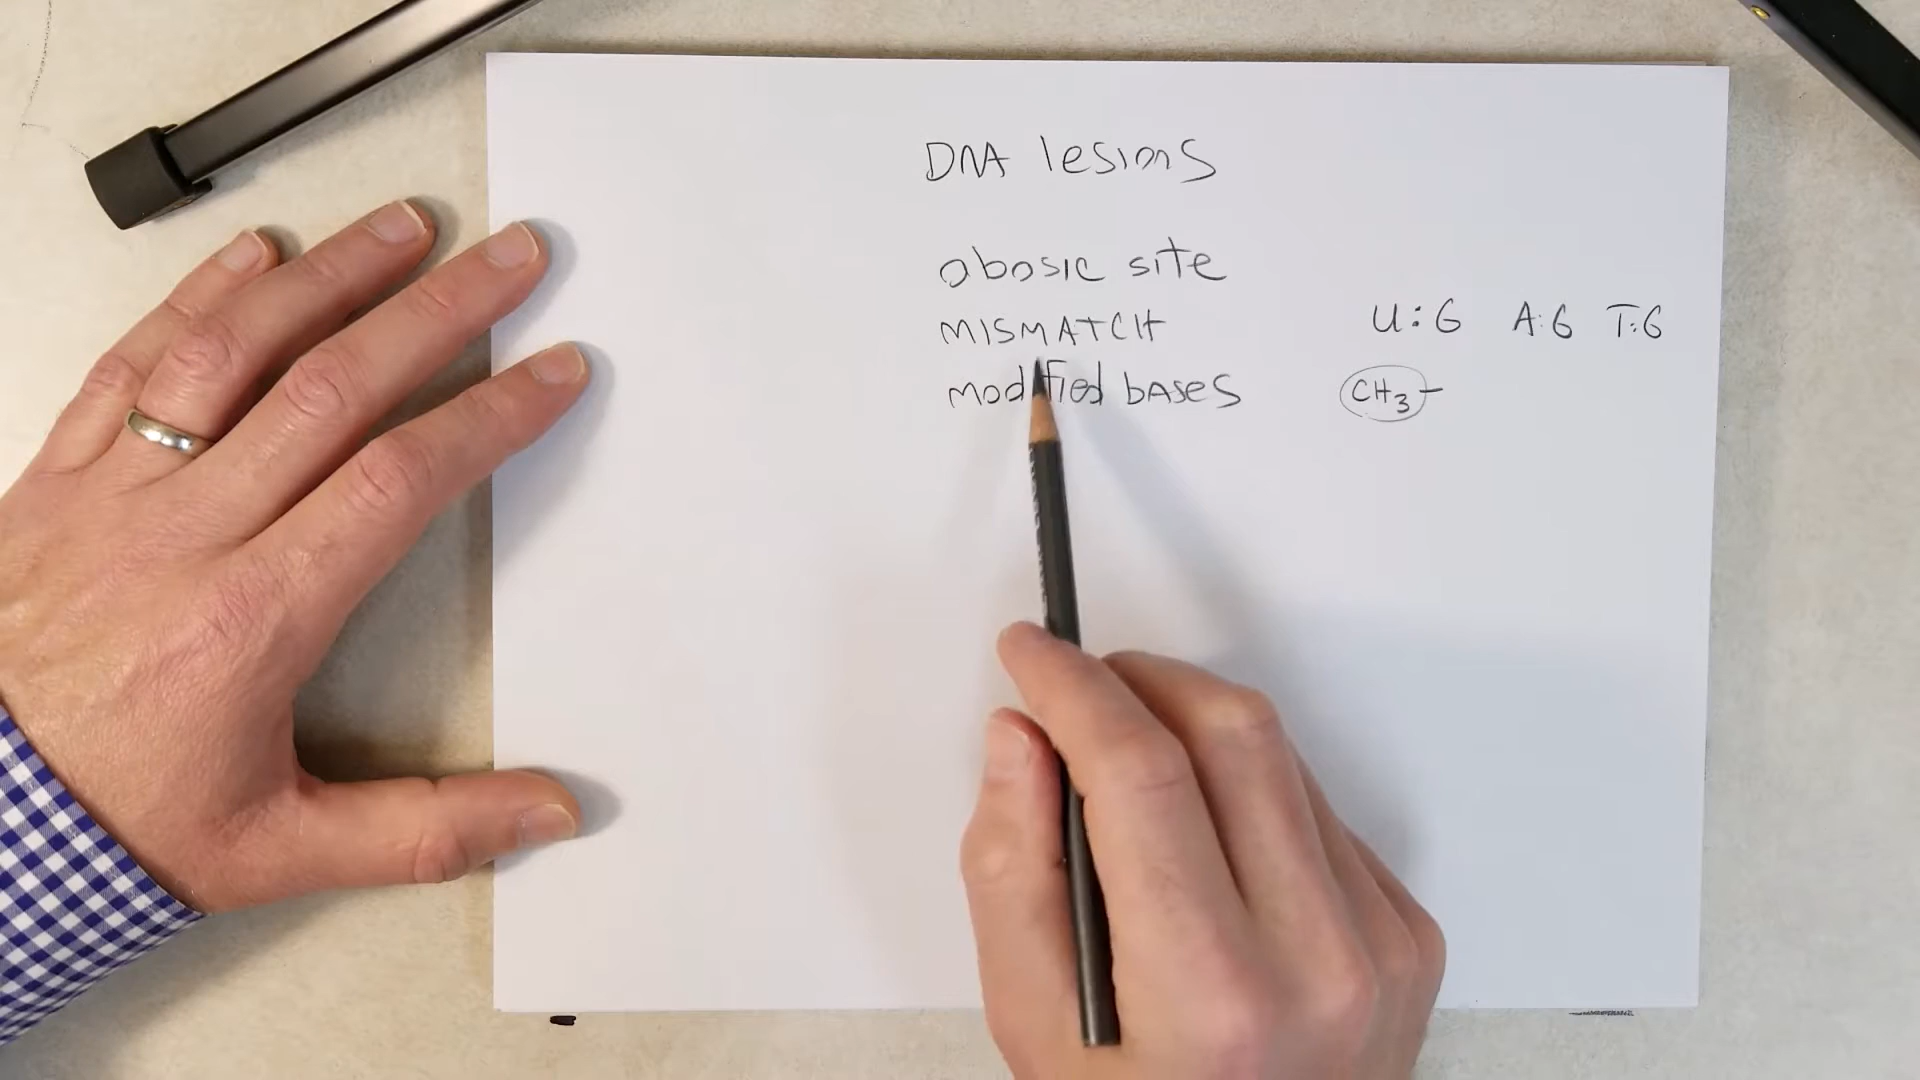 DNA lesions
abasic site
MISMATCH U:G A:G T:G
modified bases CH3-